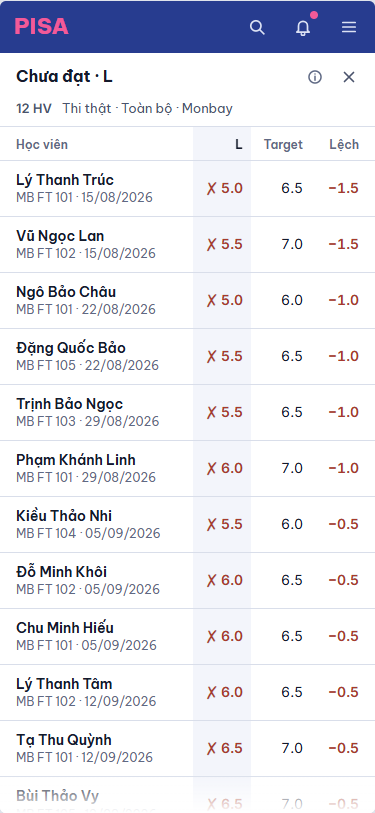 PISA
Chưa đạt · L
12 HV Thi thật · Toàn bộ · Monbay
Học viên L Target Lệch
Lý Thanh Trúc
MB FT 101 · 15/08/2026
✗ 5.0 6.5 −1.5
Vũ Ngọc Lan
MB FT 102 · 15/08/2026
✗ 5.5 7.0 −1.5
Ngô Bảo Châu
MB FT 101 · 22/08/2026
✗ 5.0 6.0 −1.0
Đặng Quốc Bảo
MB FT 105 · 22/08/2026
✗ 5.5 6.5 −1.0
Trịnh Bảo Ngọc
MB FT 103 · 29/08/2026
✗ 5.5 6.5 −1.0
Phạm Khánh Linh
MB FT 101 · 29/08/2026
✗ 6.0 7.0 −1.0
Kiều Thảo Nhi
MB FT 104 · 05/09/2026
✗ 5.5 6.0 −0.5
Đỗ Minh Khôi
MB FT 102 · 05/09/2026
✗ 6.0 6.5 −0.5
Chu Minh Hiếu
MB FT 101 · 05/09/2026
✗ 6.0 6.5 −0.5
Lý Thanh Tâm
MB FT 102 · 12/09/2026
✗ 6.0 6.5 −0.5
Tạ Thu Quỳnh
MB FT 101 · 12/09/2026
✗ 6.5 7.0 −0.5
Bùi Thảo Vy
✗ 6.5 7.0 −0.5